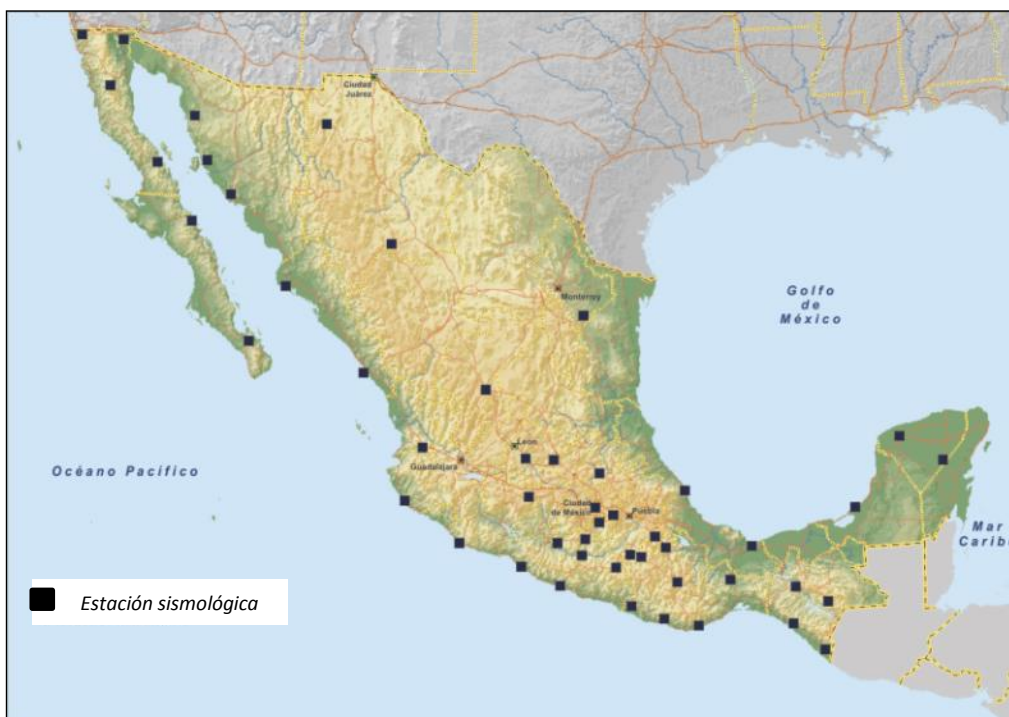 Ciudad
Juárez
Monterrey
Golfo
de
México
León
Guadalajara
Océano Pacífico
Ciudad
de México
Puebla
Mar
Carib
Estación sismológica